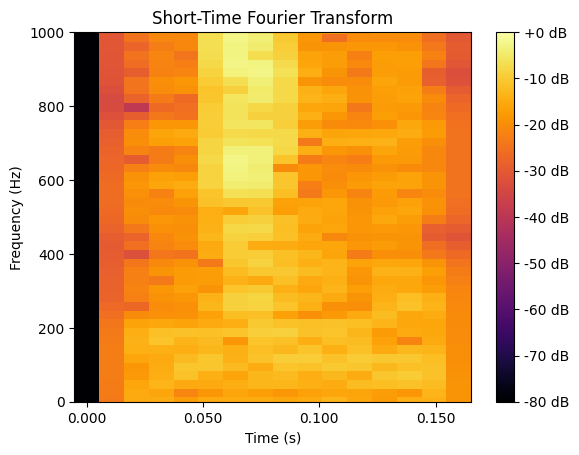 Short-Time Fourier Transform
1000
800
600
400
200
0
Frequency (Hz)
0.000
0.050
0.100
0.150
Time (s)
+0 dB
-10 dB
-20 dB
-30 dB
-40 dB
-50 dB
-60 dB
-70 dB
-80 dB